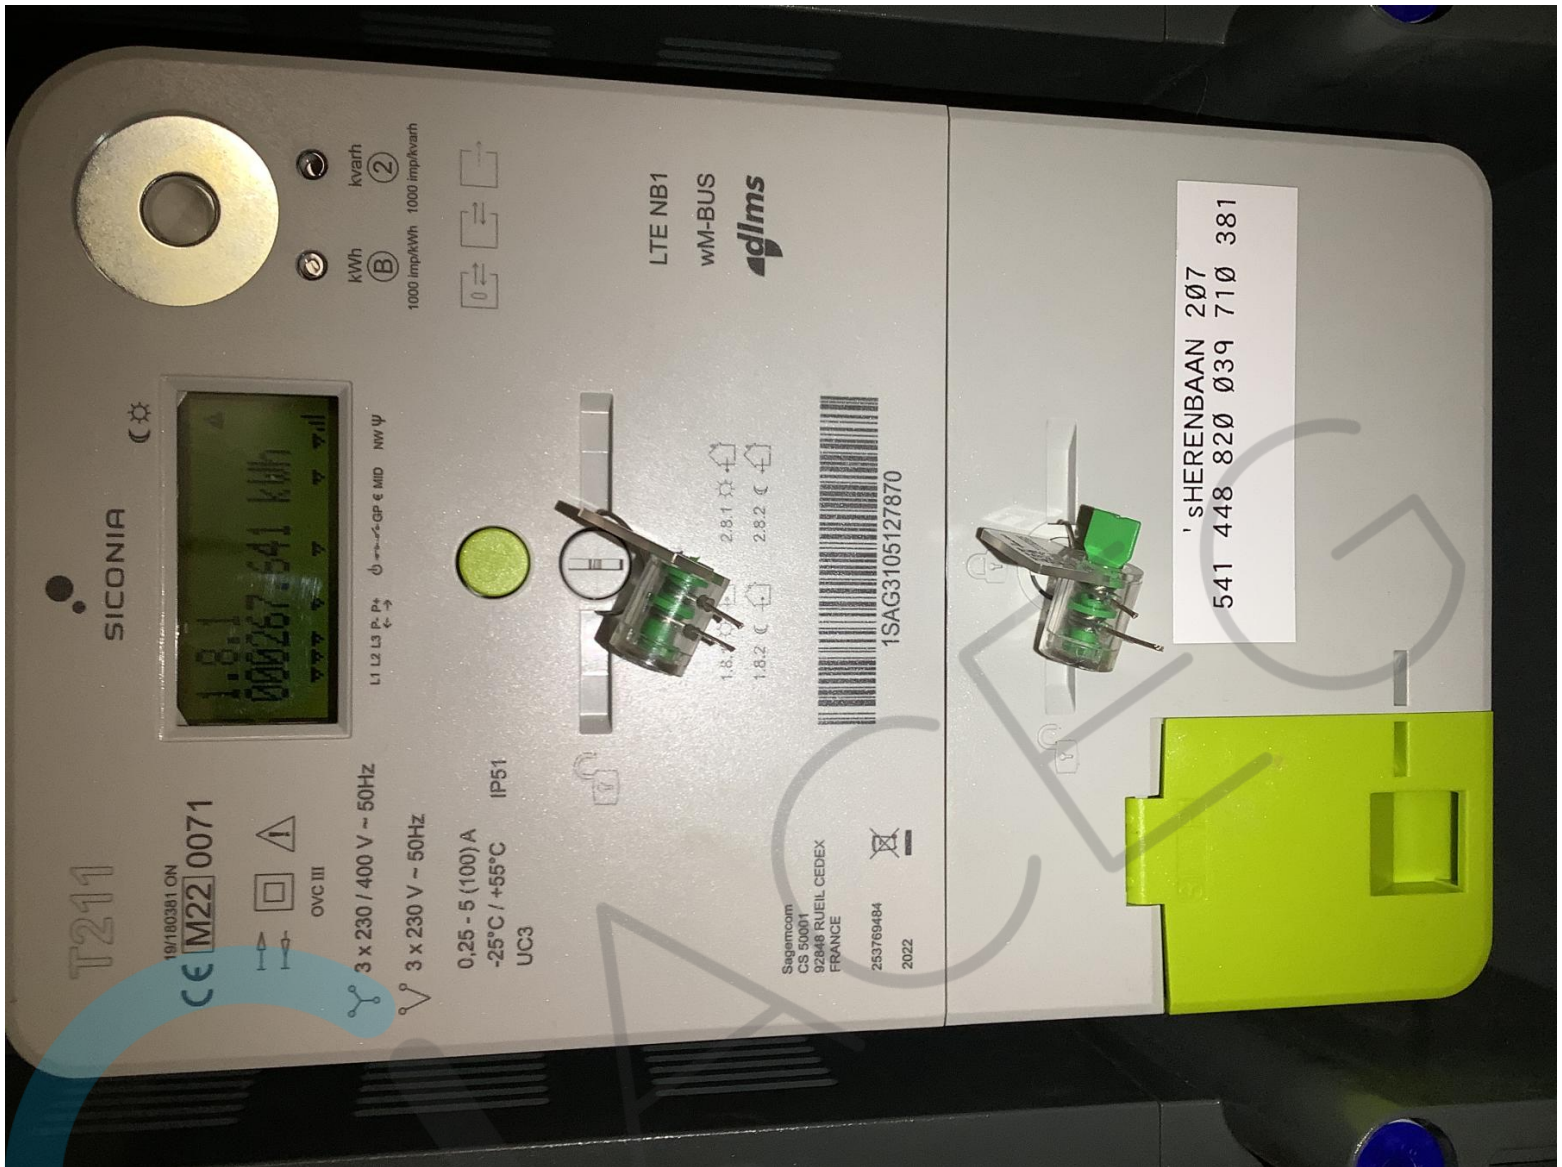 SICONIA
T211
19/180381 ON
CE M22 0071
OVC III
3 x 230 / 400 V ~ 50Hz
3 x 230 V ~ 50Hz
0,25 - 5 (100) A
-25°C / +55°C
UC3
IP51
1.8.1
000267.641 kWh
L1 L2 L3 P- P+
GP € MID NW
kWh
B
1000 imp/kWh
kvarh
2
1000 imp/kvarh
0
LTE NB1
wM-BUS
dlms
2.8.1
1.8.2
2.8.2
1SAG3105127870
Sagemcom
CS 50001
92848 RUEIL CEDEX
FRANCE
253769484
2022
'sHERENBAAN 207
541 448 820 039 710 381
ACEG